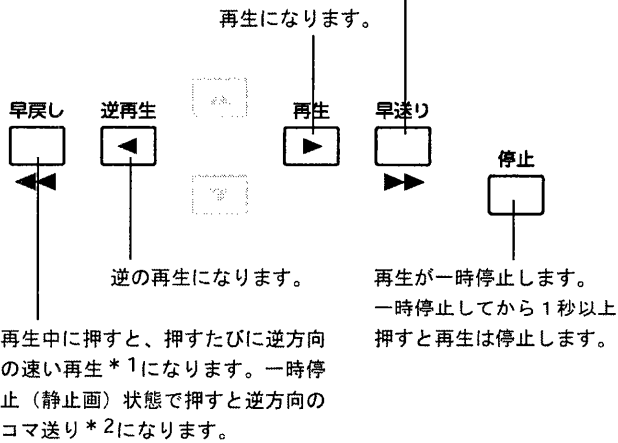 再生になります。
早戻し 逆再生 再生 早送り
停止
逆の再生になります。
再生が一時停止します。
一時停止してから1秒以上
押すと再生は停止します。
再生中に押すと、押すたびに逆方向
の速い再生*1になります。一時停
止（静止画）状態で押すと逆方向の
コマ送り*2になります。